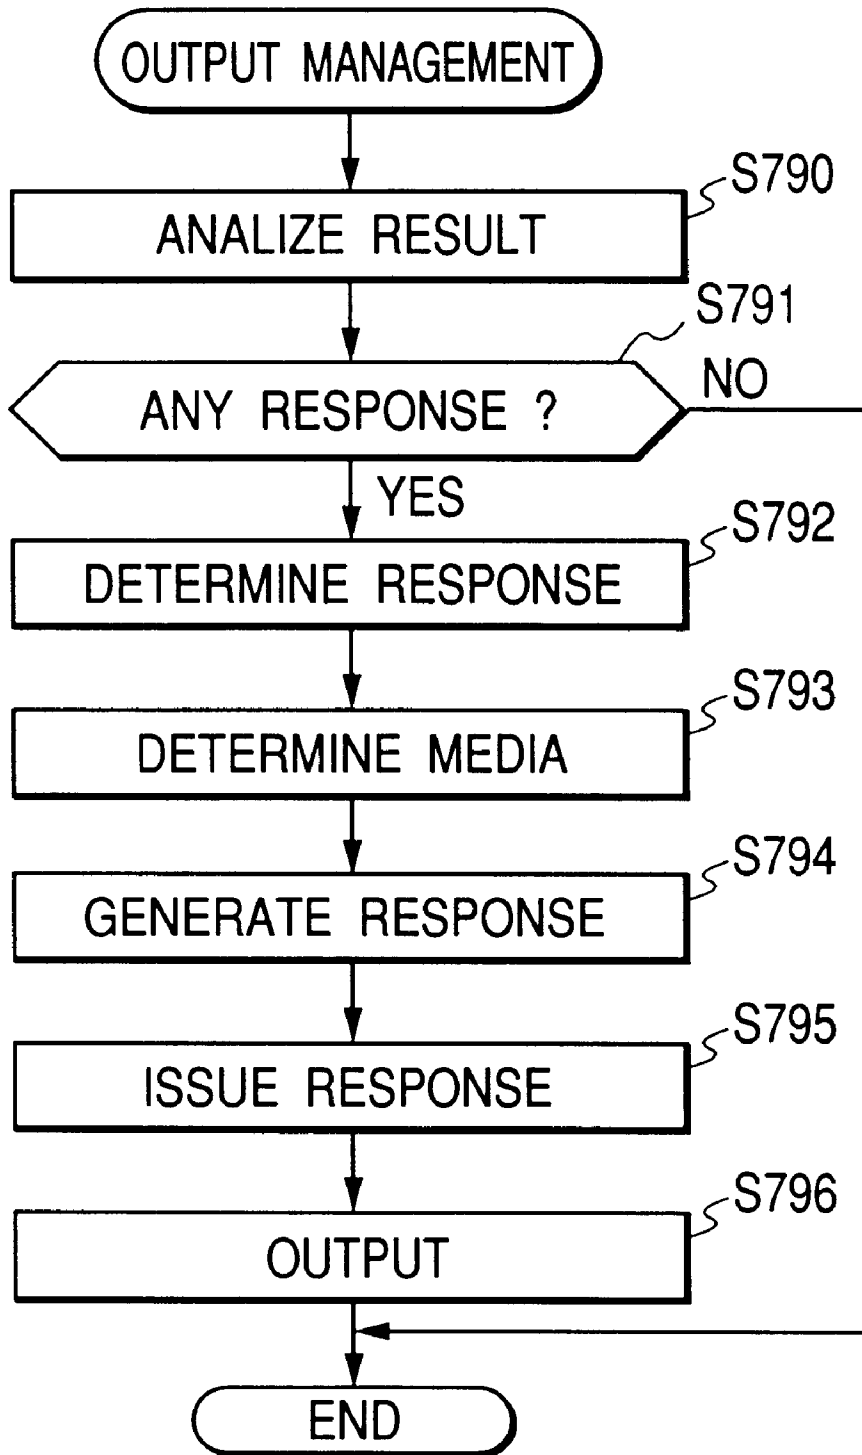 OUTPUT MANAGEMENT
S790
ANALIZE RESULT
S791
ANY RESPONSE ?
NO
YES
S792
DETERMINE RESPONSE
S793
DETERMINE MEDIA
S794
GENERATE RESPONSE
S795
ISSUE RESPONSE
S796
OUTPUT
END